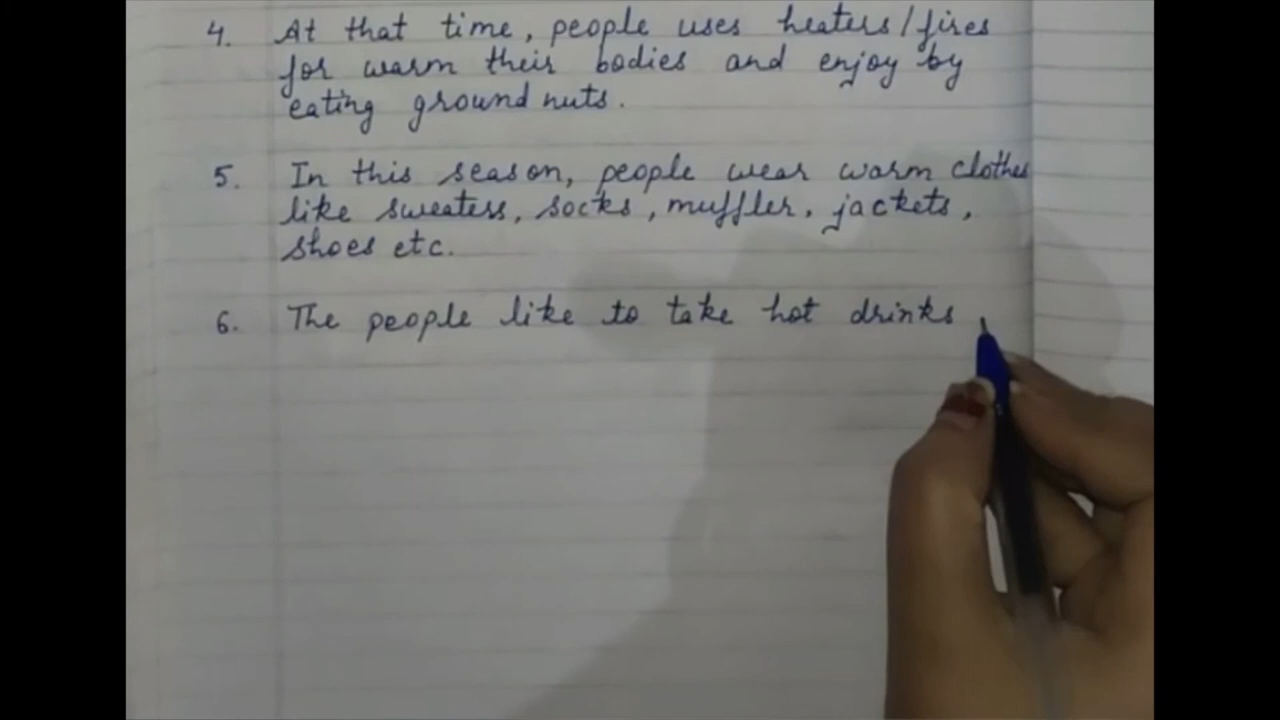 4. At that time, people uses heaters/fires
for warm their bodies and enjoy by
eating ground nuts.
5. In this season, people wear warm clothes
like sweaters, socks, muffler, jackets,
shoes etc.
6. The people like to take hot drinks